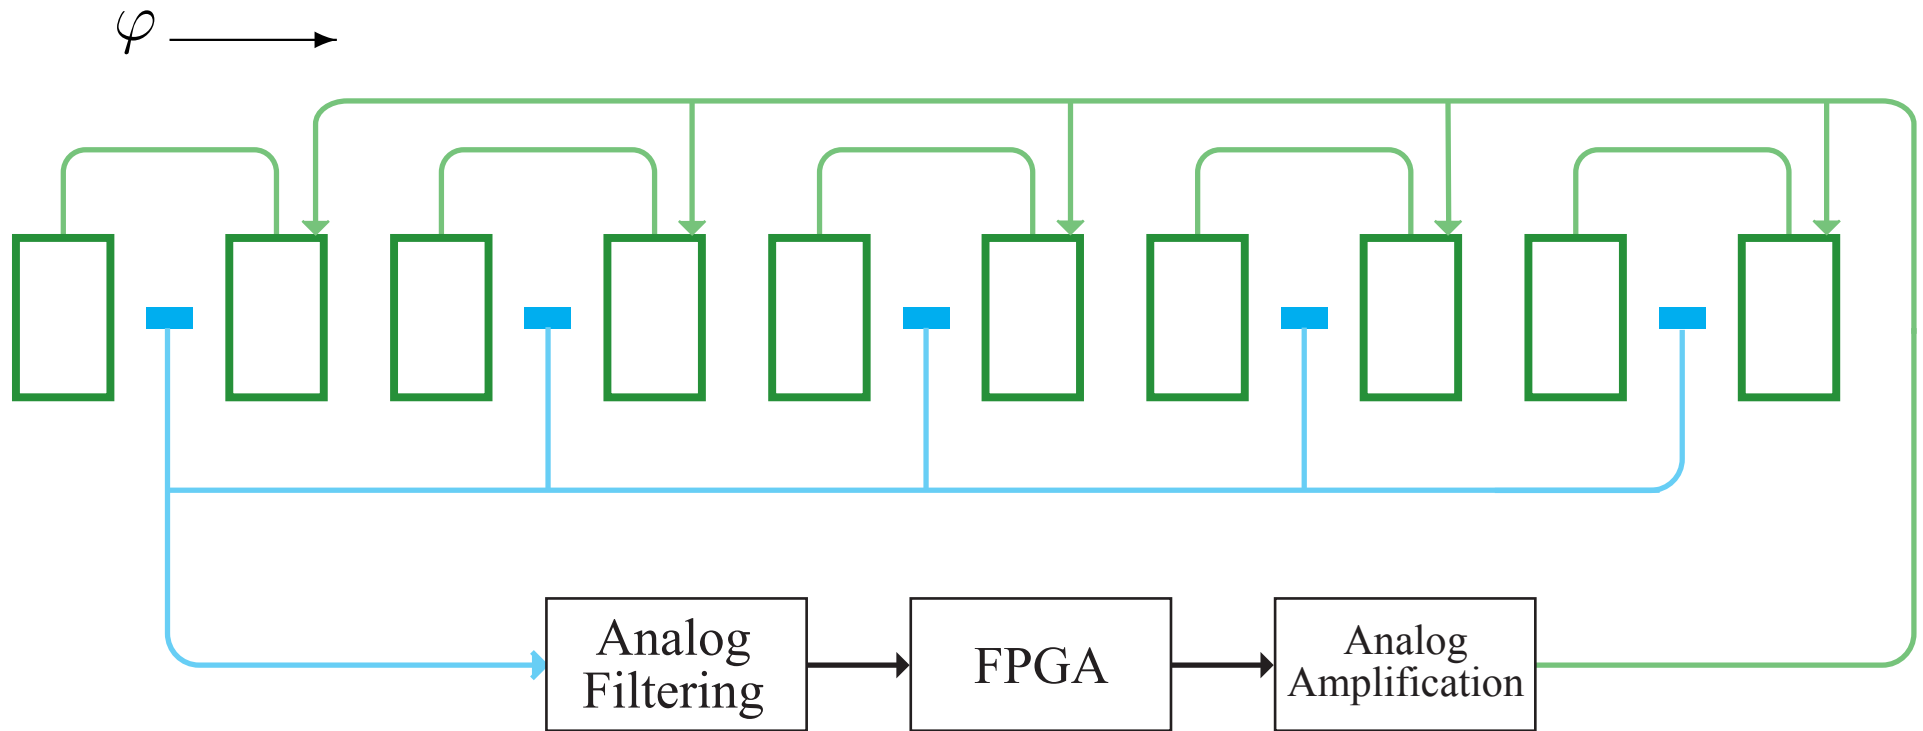 φ
Analog
Filtering
FPGA
Analog
Amplification